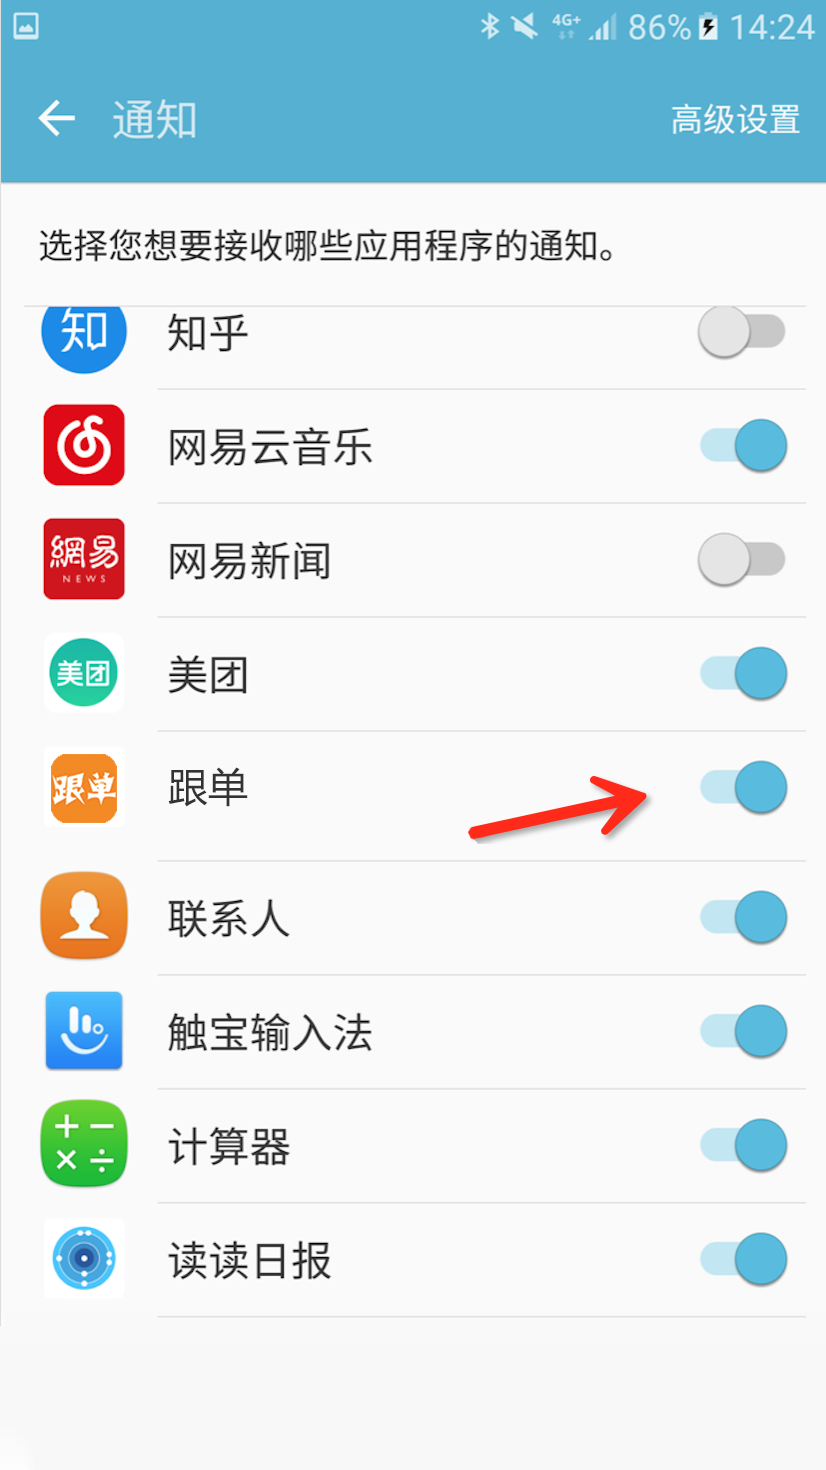 4G+ 86% 14:24
通知 高级设置
选择您想要接收哪些应用程序的通知。
知 知乎
网易云音乐
網易 NEWS 网易新闻
美团 美团
跟单 跟单
联系人
触宝输入法
+ − × ÷ 计算器
读读日报